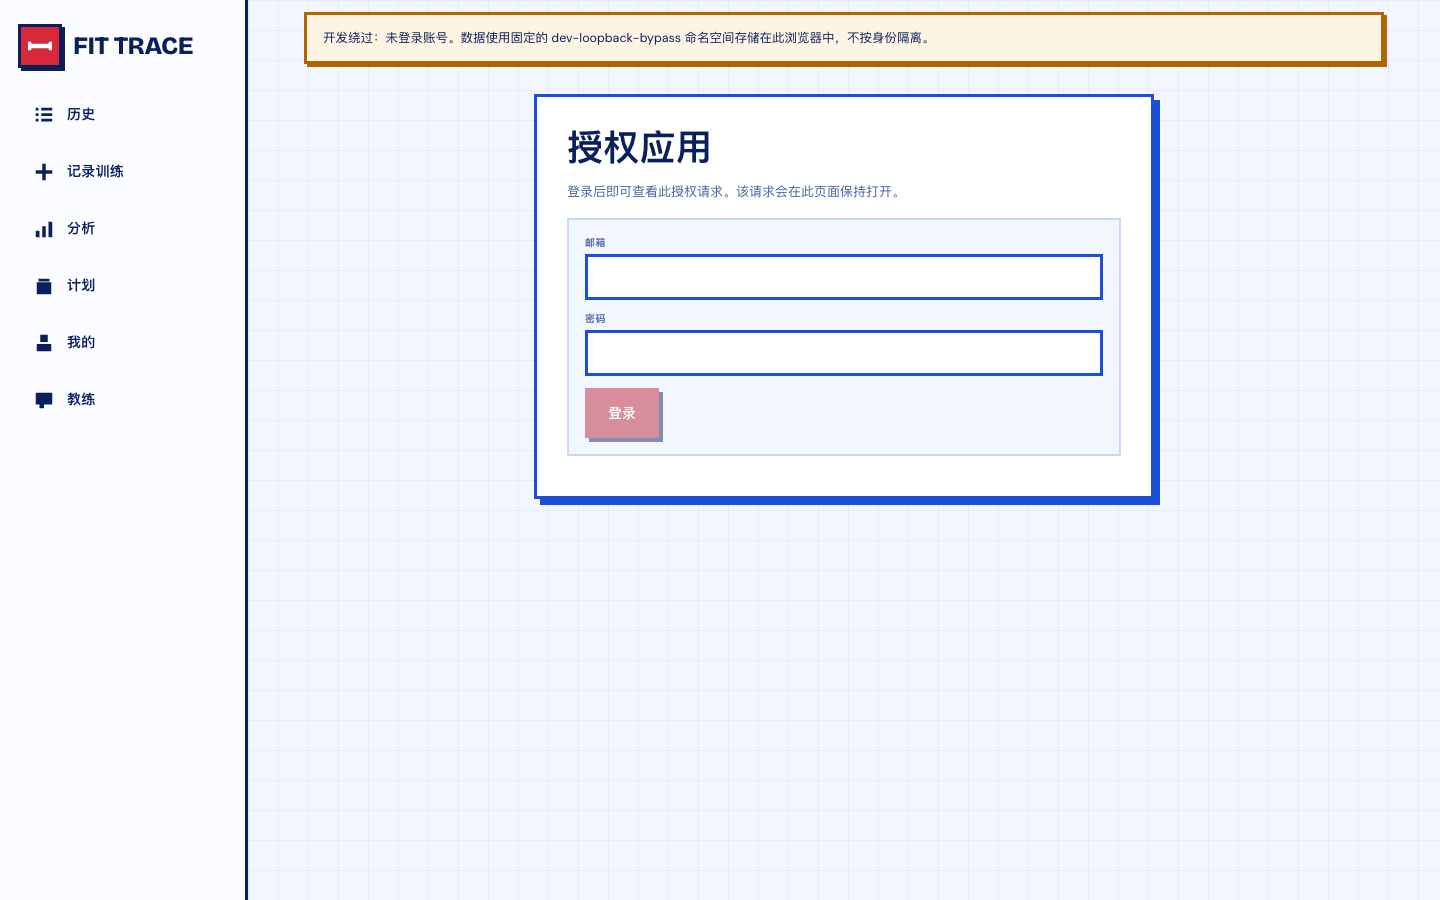 FIT TRACE
历史
记录训练
分析
计划
我的
教练
开发绕过：未登录账号。数据使用固定的 dev-loopback-bypass 命名空间存储在此浏览器中，不按身份隔离。
授权应用
登录后即可查看此授权请求。该请求会在此页面保持打开。
邮箱
密码
登录